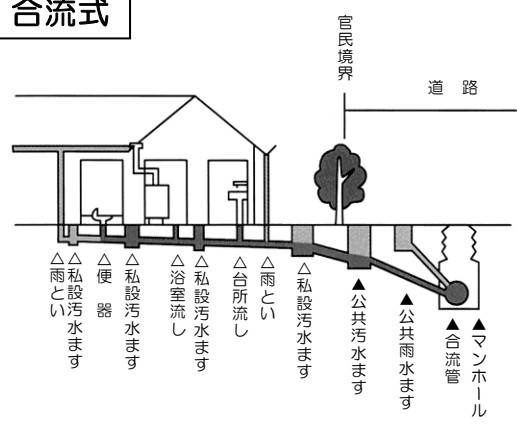 合流式
官民境界
道路
△雨とい
△私設汚水ます
△便器
△私設汚水ます
△浴室流し
△私設汚水ます
△台所流し
△雨とい
△私設汚水ます
▲公共汚水ます
▲公共雨水ます
▲合流管
▲マンホール